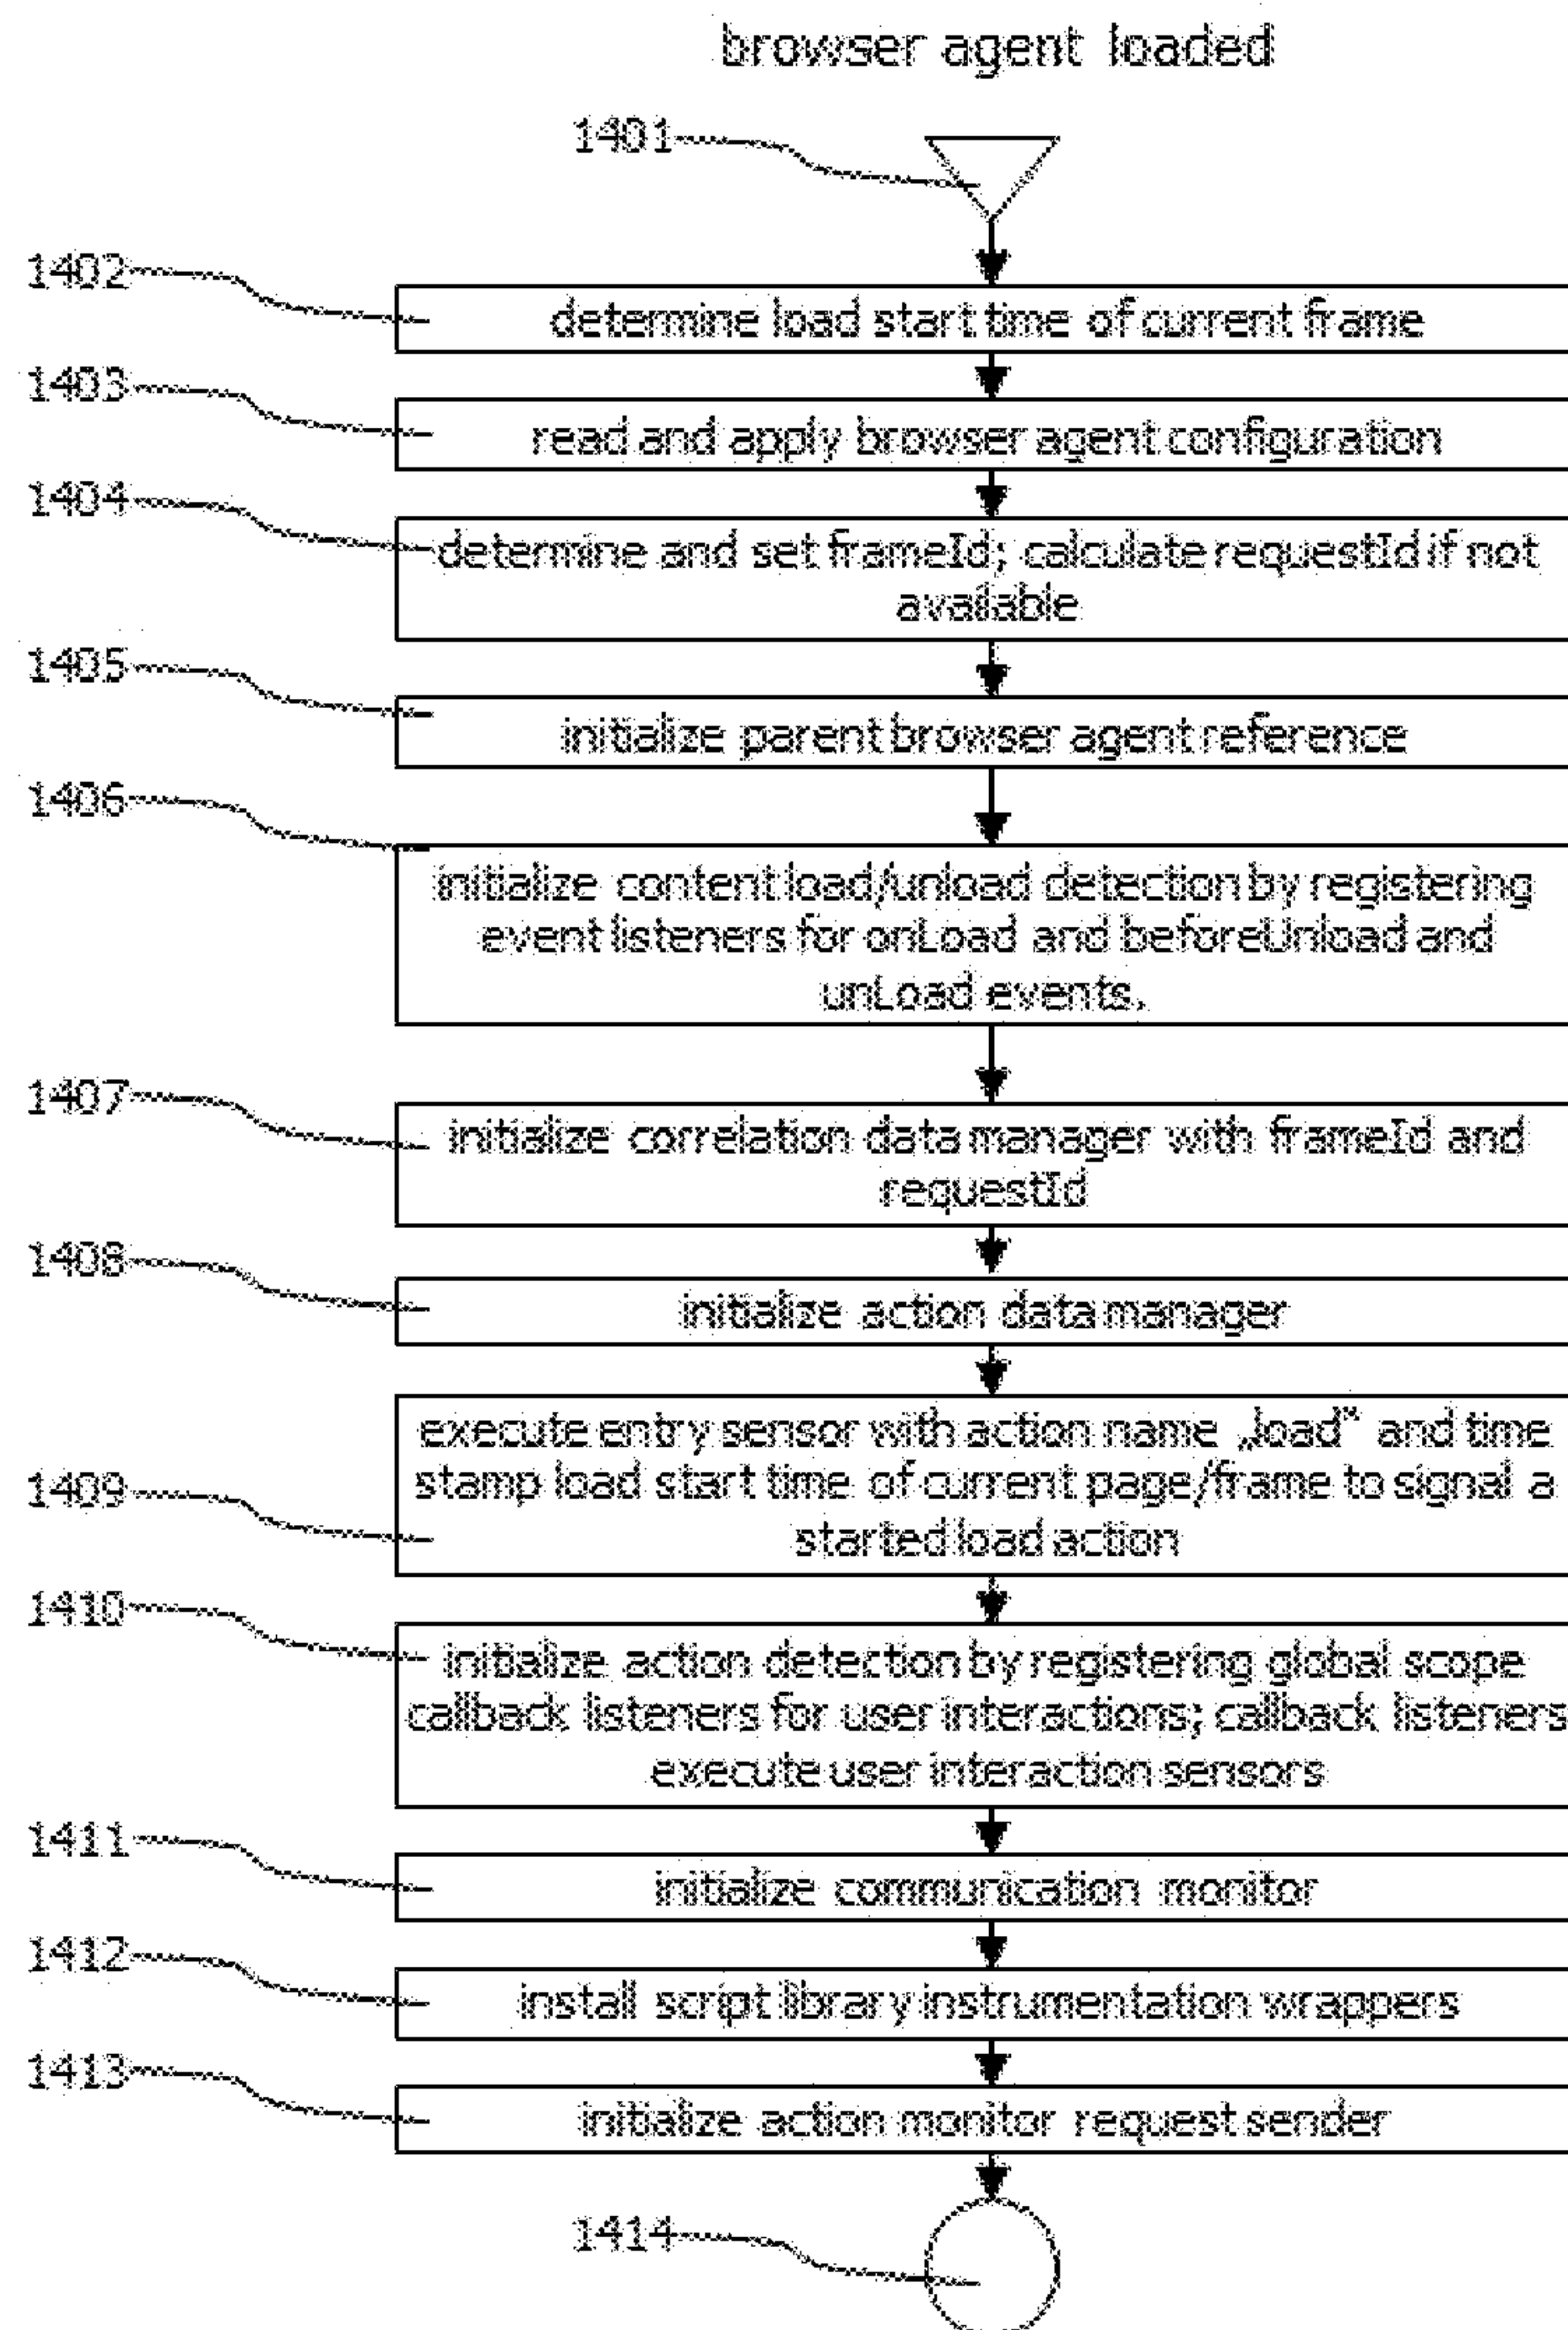 browser agent loaded
1401
1402
determine load start time of current frame
1403
read and apply browser agent configuration
1404
determine and set frameId; calculate requestId if not
available
1405
initialize parent browser agent reference
1406
initialize content load/unload detection by registering
event listeners for onLoad and beforeUnload and
unLoad events.
1407
initialize correlation data manager with frameId and
requestId
1408
initialize action data manager
execute entry sensor with action name „load“ and time
1409
stamp load start time of current page/frame to signal a
started load action
1410
initialize action detection by registering global scope
callback listeners for user interactions; callback listeners
execute user interaction sensors
1411
initialize communication monitor
1412
install script library instrumentation wrappers
1413
initialize action monitor request sender
1414